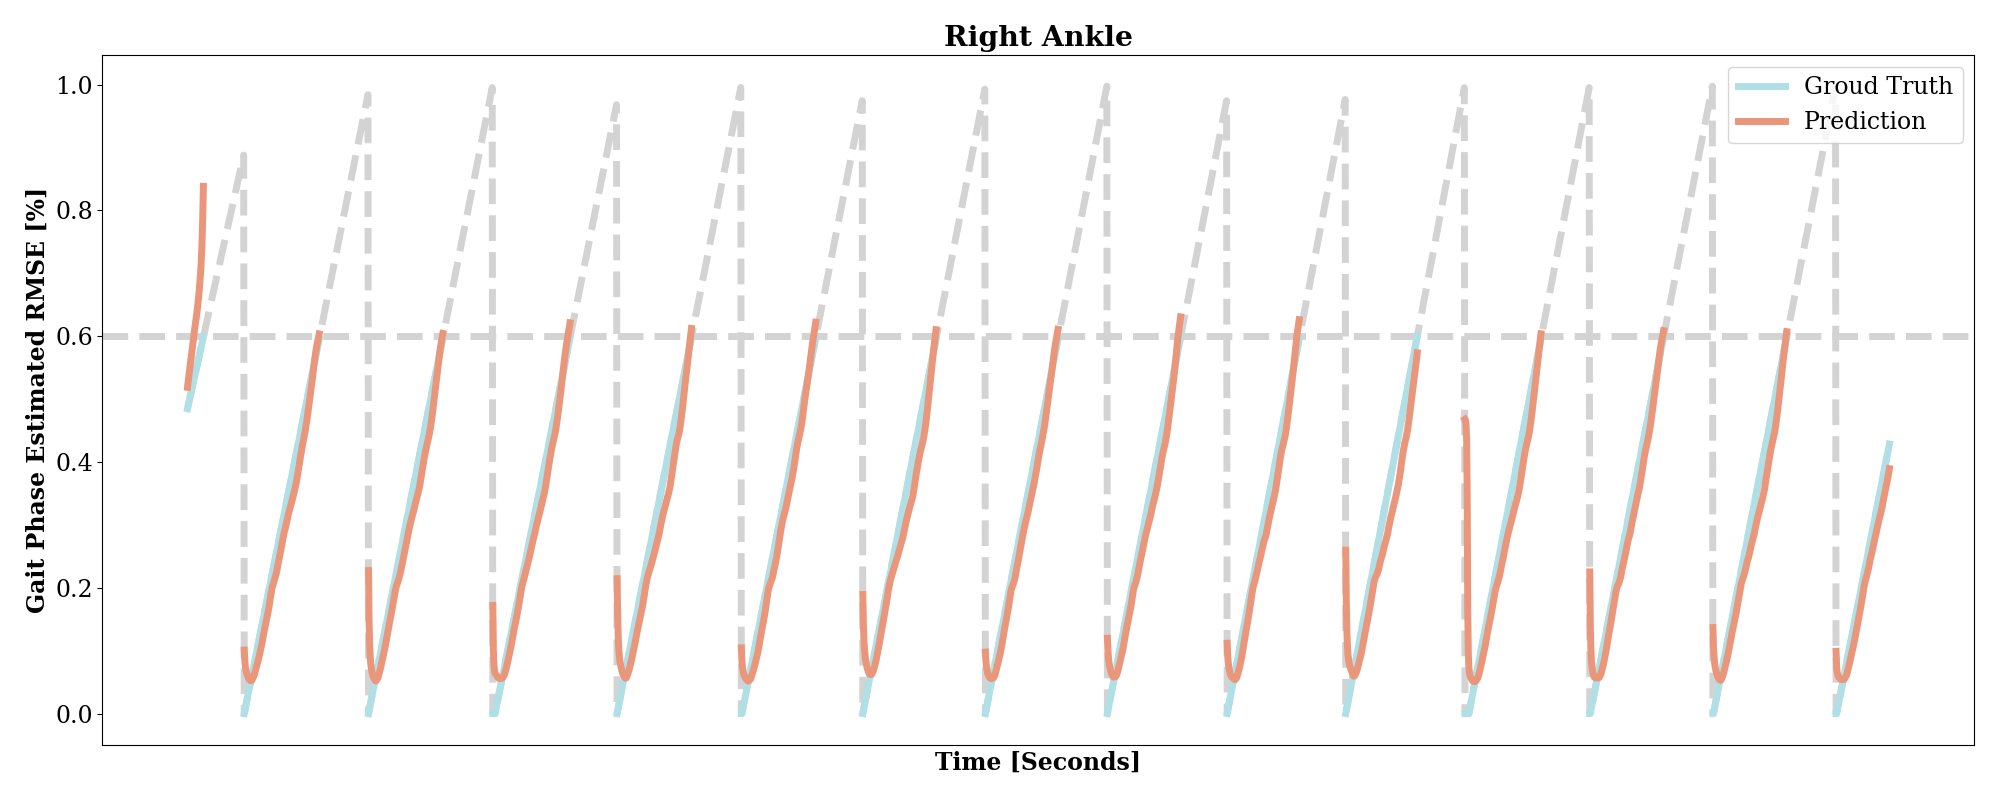 Right Ankle
Groud Truth
Prediction
Gait Phase Estimated RMSE [%]
1.0
0.8
0.6
0.4
0.2
0.0
Time [Seconds]